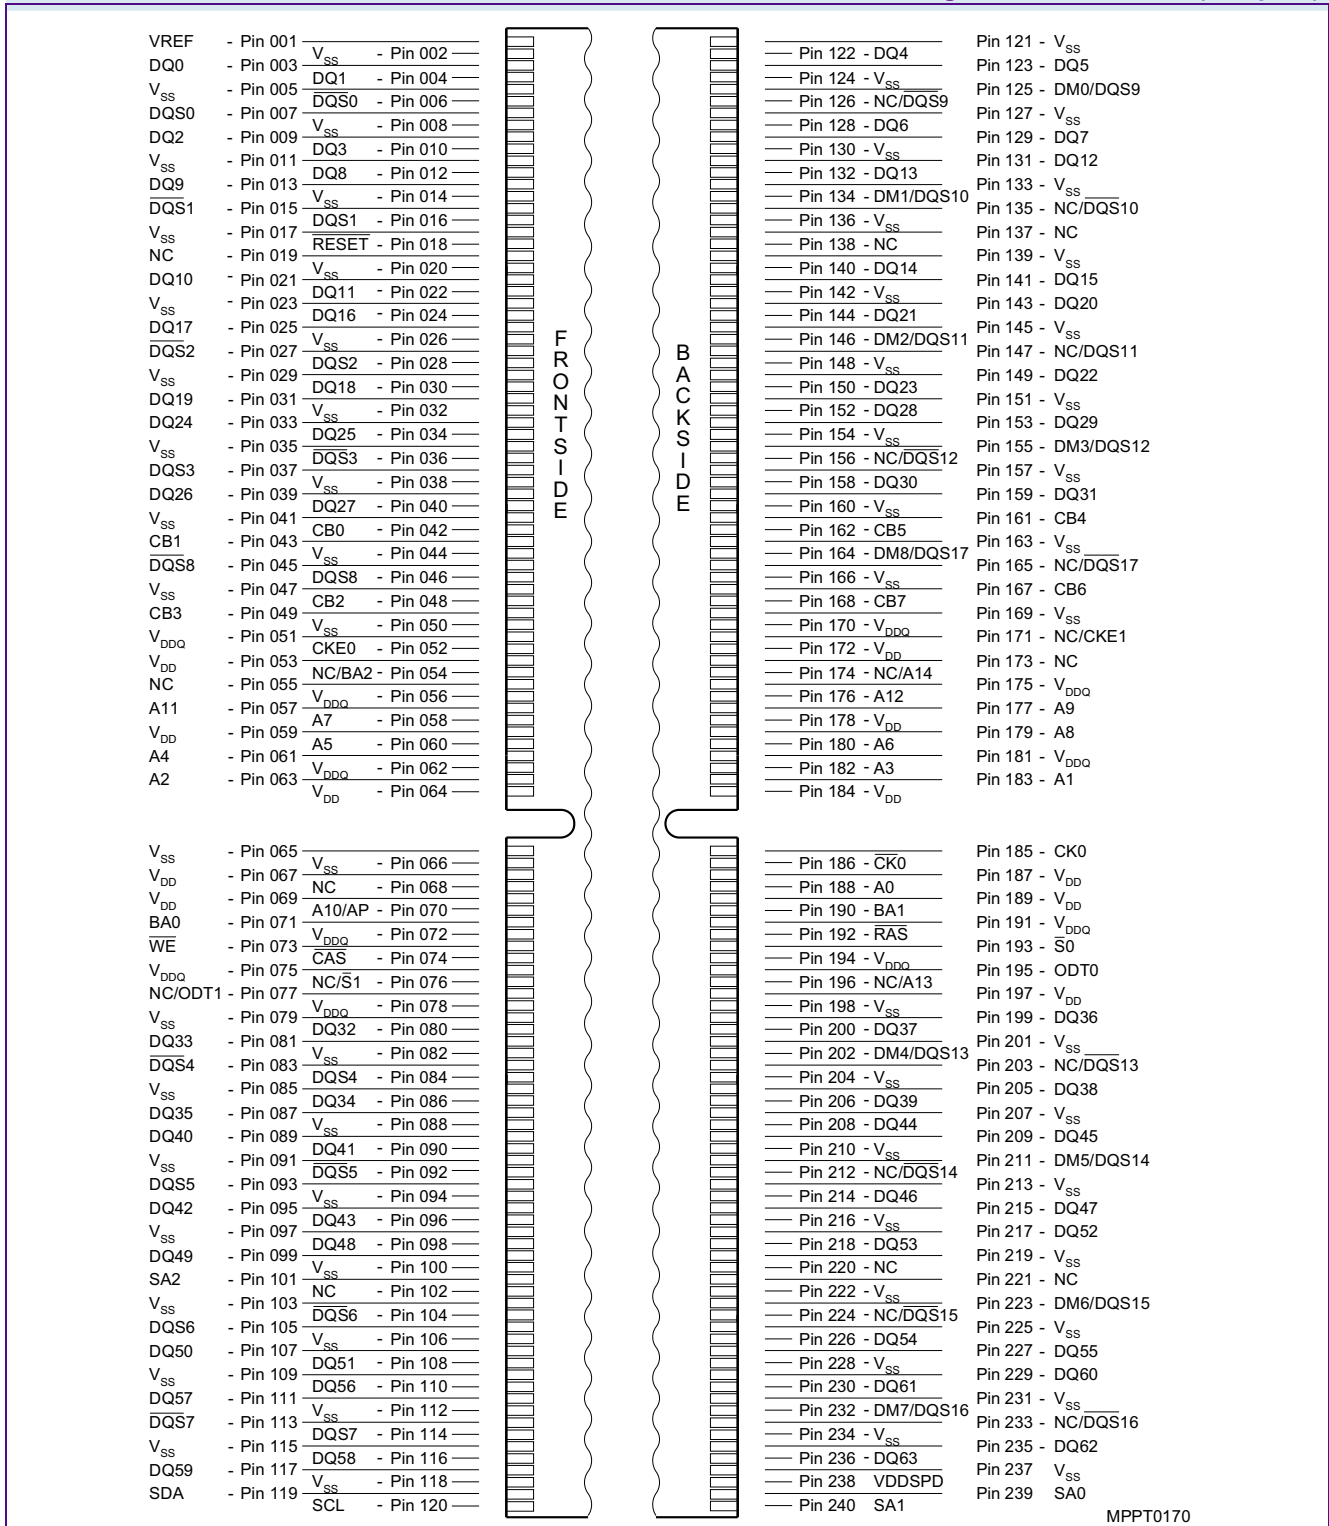 VREF - Pin 001 Pin 121 - VSS
VSS - Pin 002 Pin 122 - DQ4
DQ0 - Pin 003 Pin 123 - DQ5
DQ1 - Pin 004 Pin 124 - VSS
VSS - Pin 005 Pin 125 - DM0/DQS9
DQS0 - Pin 006 Pin 126 - NC/DQS9
DQS0 - Pin 007 Pin 127 - VSS
VSS - Pin 008 Pin 128 - DQ6
DQ2 - Pin 009 Pin 129 - DQ7
DQ3 - Pin 010 Pin 130 - VSS
VSS - Pin 011 Pin 131 - DQ12
DQ8 - Pin 012 Pin 132 - DQ13
DQ9 - Pin 013 Pin 133 - VSS
VSS - Pin 014 Pin 134 - DM1/DQS10
DQS1 - Pin 015 Pin 135 - NC/DQS10
DQS1 - Pin 016 Pin 136 - VSS
VSS - Pin 017 Pin 137 - NC
RESET - Pin 018 Pin 138 - NC
NC - Pin 019 Pin 139 - VSS
VSS - Pin 020 Pin 140 - DQ14
DQ10 - Pin 021 Pin 141 - DQ15
DQ11 - Pin 022 Pin 142 - VSS
VSS - Pin 023 Pin 143 - DQ20
DQ16 - Pin 024 Pin 144 - DQ21
DQ17 - Pin 025 Pin 145 - VSS
VSS - Pin 026 Pin 146 - DM2/DQS11
DQS2 - Pin 027 Pin 147 - NC/DQS11
DQS2 - Pin 028 Pin 148 - VSS
VSS - Pin 029 Pin 149 - DQ22
DQ18 - Pin 030 Pin 150 - DQ23
DQ19 - Pin 031 Pin 151 - VSS
VSS - Pin 032 Pin 152 - DQ28
DQ24 - Pin 033 Pin 153 - DQ29
DQ25 - Pin 034 Pin 154 - VSS
VSS - Pin 035 Pin 155 - DM3/DQS12
DQS3 - Pin 036 Pin 156 - NC/DQS12
DQS3 - Pin 037 Pin 157 - VSS
VSS - Pin 038 Pin 158 - DQ30
DQ26 - Pin 039 Pin 159 - DQ31
DQ27 - Pin 040 Pin 160 - VSS
VSS - Pin 041 Pin 161 - CB4
CB0 - Pin 042 Pin 162 - CB5
CB1 - Pin 043 Pin 163 - VSS
VSS - Pin 044 Pin 164 - DM8/DQS17
DQS8 - Pin 045 Pin 165 - NC/DQS17
DQS8 - Pin 046 Pin 166 - VSS
VSS - Pin 047 Pin 167 - CB6
CB2 - Pin 048 Pin 168 - CB7
CB3 - Pin 049 Pin 169 - VSS
VSS - Pin 050 Pin 170 - VDDQ
VDDQ - Pin 051 Pin 171 - NC/CKE1
CKE0 - Pin 052 Pin 172 - VDD
VDD - Pin 053 Pin 173 - NC
NC/BA2 - Pin 054 Pin 174 - NC/A14
NC - Pin 055 Pin 175 - VDDQ
VDDQ - Pin 056 Pin 176 - A12
A11 - Pin 057 Pin 177 - A9
A7 - Pin 058 Pin 178 - VDD
VDD - Pin 059 Pin 179 - A8
A5 - Pin 060 Pin 180 - A6
A4 - Pin 061 Pin 181 - VDDQ
VDDQ - Pin 062 Pin 182 - A3
A2 - Pin 063 Pin 183 - A1
VDD - Pin 064 Pin 184 - VDD
FRONTSIDE
BACKSIDE
VSS - Pin 065 Pin 185 - CK0
VSS - Pin 066 Pin 186 - CK0
VDD - Pin 067 Pin 187 - VDD
NC - Pin 068 Pin 188 - A0
VDD - Pin 069 Pin 189 - VDD
A10/AP - Pin 070 Pin 190 - BA1
BA0 - Pin 071 Pin 191 - VDDQ
VDDQ - Pin 072 Pin 192 - RAS
WE - Pin 073 Pin 193 - S0
CAS - Pin 074 Pin 194 - VDDQ
VDDQ - Pin 075 Pin 195 - ODT0
NC/S1 - Pin 076 Pin 196 - NC/A13
NC/ODT1 - Pin 077 Pin 197 - VDD
VDDQ - Pin 078 Pin 198 - VSS
VSS - Pin 079 Pin 199 - DQ36
DQ32 - Pin 080 Pin 200 - DQ37
DQ33 - Pin 081 Pin 201 - VSS
VSS - Pin 082 Pin 202 - DM4/DQS13
DQS4 - Pin 083 Pin 203 - NC/DQS13
DQS4 - Pin 084 Pin 204 - VSS
VSS - Pin 085 Pin 205 - DQ38
DQ34 - Pin 086 Pin 206 - DQ39
DQ35 - Pin 087 Pin 207 - VSS
VSS - Pin 088 Pin 208 - DQ44
DQ40 - Pin 089 Pin 209 - DQ45
DQ41 - Pin 090 Pin 210 - VSS
VSS - Pin 091 Pin 211 - DM5/DQS14
DQS5 - Pin 092 Pin 212 - NC/DQS14
DQS5 - Pin 093 Pin 213 - VSS
VSS - Pin 094 Pin 214 - DQ46
DQ42 - Pin 095 Pin 215 - DQ47
DQ43 - Pin 096 Pin 216 - VSS
VSS - Pin 097 Pin 217 - DQ52
DQ48 - Pin 098 Pin 218 - DQ53
DQ49 - Pin 099 Pin 219 - VSS
VSS - Pin 100 Pin 220 - NC
SA2 - Pin 101 Pin 221 - NC
NC - Pin 102 Pin 222 - VSS
VSS - Pin 103 Pin 223 - DM6/DQS15
DQS6 - Pin 104 Pin 224 - NC/DQS15
DQS6 - Pin 105 Pin 225 - VSS
VSS - Pin 106 Pin 226 - DQ54
DQ50 - Pin 107 Pin 227 - DQ55
DQ51 - Pin 108 Pin 228 - VSS
VSS - Pin 109 Pin 229 - DQ60
DQ56 - Pin 110 Pin 230 - DQ61
DQ57 - Pin 111 Pin 231 - VSS
VSS - Pin 112 Pin 232 - DM7/DQS16
DQS7 - Pin 113 Pin 233 - NC/DQS16
DQS7 - Pin 114 Pin 234 - VSS
VSS - Pin 115 Pin 235 - DQ62
DQ58 - Pin 116 Pin 236 - DQ63
DQ59 - Pin 117 Pin 237 VSS
VSS - Pin 118 Pin 238 VDDSPD
SDA - Pin 119 Pin 239 SA0
SCL - Pin 120 Pin 240 SA1
MPPT0170